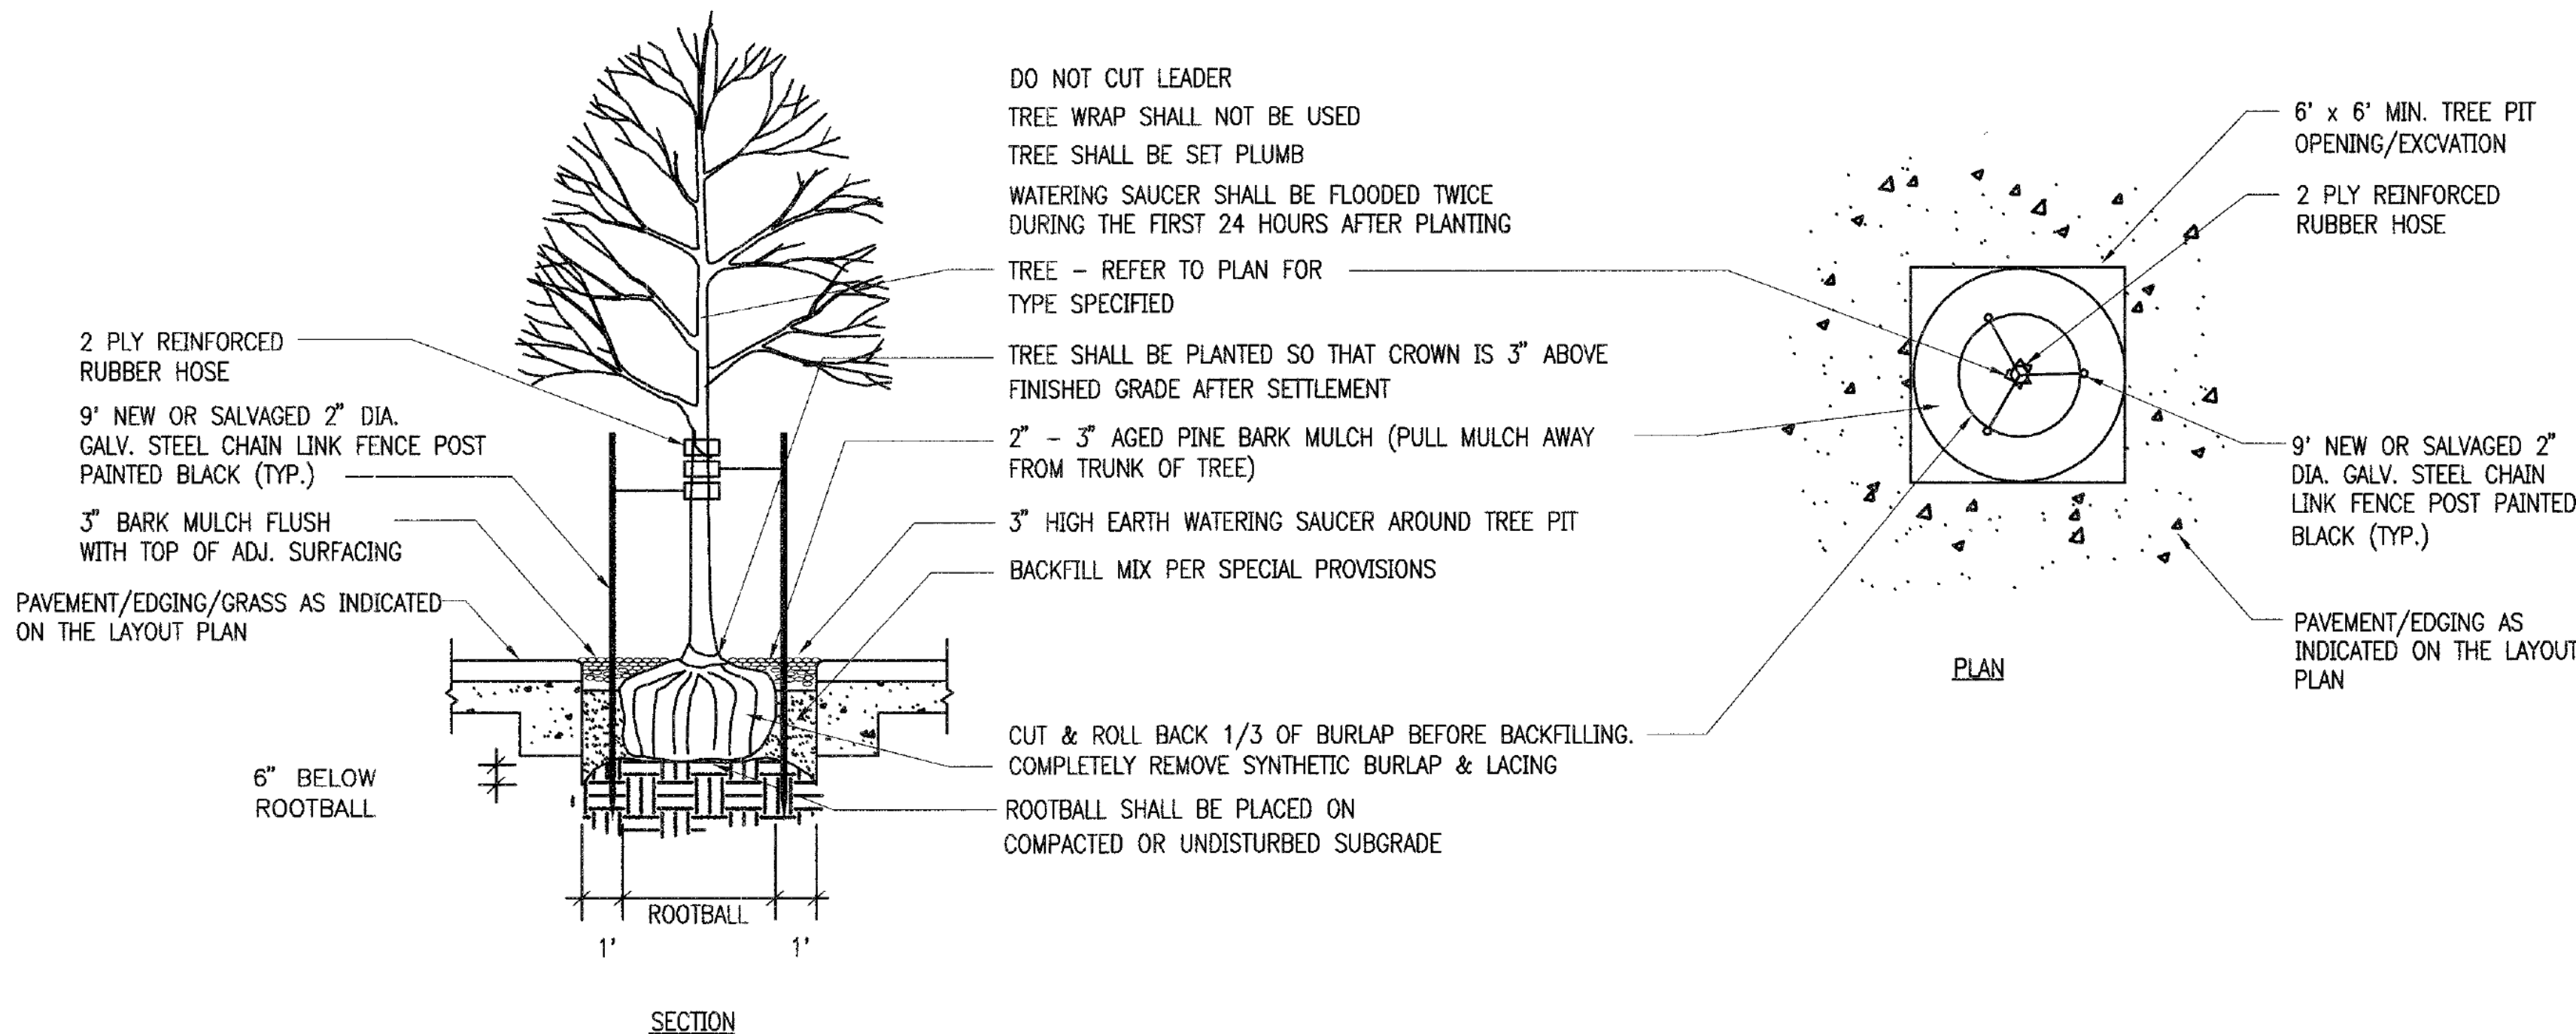 DO NOT CUT LEADER
TREE WRAP SHALL NOT BE USED
TREE SHALL BE SET PLUMB
WATERING SAUCER SHALL BE FLOODED TWICE
DURING THE FIRST 24 HOURS AFTER PLANTING
TREE - REFER TO PLAN FOR
TYPE SPECIFIED
TREE SHALL BE PLANTED SO THAT CROWN IS 3" ABOVE
FINISHED GRADE AFTER SETTLEMENT
2" - 3" AGED PINE BARK MULCH (PULL MULCH AWAY
FROM TRUNK OF TREE)
3" HIGH EARTH WATERING SAUCER AROUND TREE PIT
BACKFILL MIX PER SPECIAL PROVISIONS
CUT & ROLL BACK 1/3 OF BURLAP BEFORE BACKFILLING.
COMPLETELY REMOVE SYNTHETIC BURLAP & LACING
ROOTBALL SHALL BE PLACED ON
COMPACTED OR UNDISTURBED SUBGRADE
2 PLY REINFORCED
RUBBER HOSE
9' NEW OR SALVAGED 2" DIA.
GALV. STEEL CHAIN LINK FENCE POST
PAINTED BLACK (TYP.)
3" BARK MULCH FLUSH
WITH TOP OF ADJ. SURFACING
PAVEMENT/EDGING/GRASS AS INDICATED
ON THE LAYOUT PLAN
6" BELOW
ROOTBALL
ROOTBALL
1'
1'
SECTION
6' x 6' MIN. TREE PIT
OPENING/EXCVATION
2 PLY REINFORCED
RUBBER HOSE
9' NEW OR SALVAGED 2"
DIA. GALV. STEEL CHAIN
LINK FENCE POST PAINTED
BLACK (TYP.)
PAVEMENT/EDGING AS
INDICATED ON THE LAYOUT
PLAN
PLAN